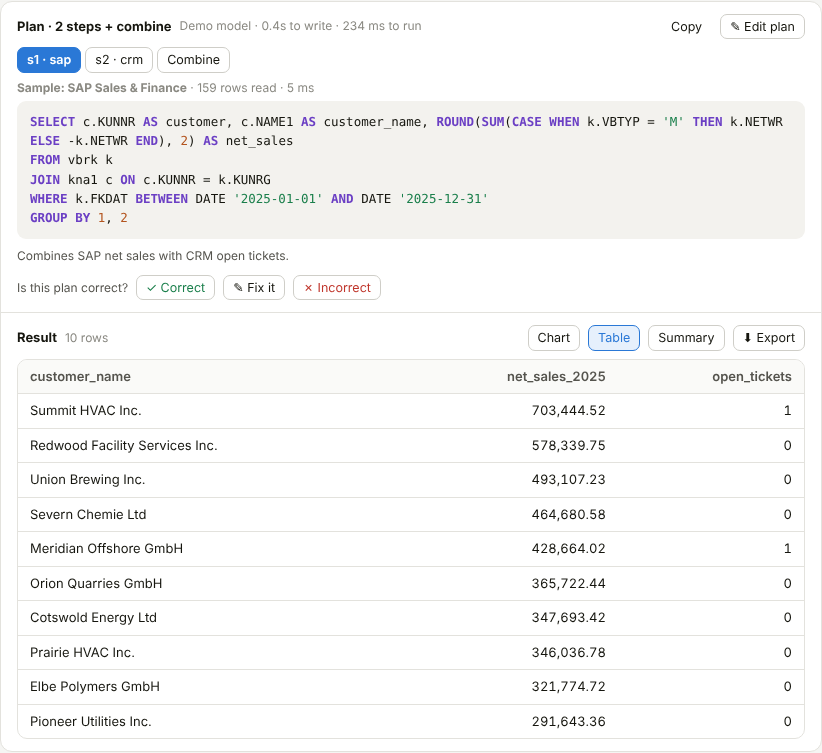 Plan · 2 steps + combine Demo model · 0.4s to write · 234 ms to run Copy ✎ Edit plan
s1 · sap s2 · crm Combine
Sample: SAP Sales & Finance · 159 rows read · 5 ms
SELECT c.KUNNR AS customer, c.NAME1 AS customer_name, ROUND(SUM(CASE WHEN k.VBTYP = 'M' THEN k.NETWR
ELSE -k.NETWR END), 2) AS net_sales
FROM vbrk k
JOIN kna1 c ON c.KUNNR = k.KUNRG
WHERE k.FKDAT BETWEEN DATE '2025-01-01' AND DATE '2025-12-31'
GROUP BY 1, 2
Combines SAP net sales with CRM open tickets.
Is this plan correct? ✓ Correct ✎ Fix it × Incorrect
Result 10 rows Chart Table Summary ⬇ Export
customer_name net_sales_2025 open_tickets
Summit HVAC Inc. 703,444.52 1
Redwood Facility Services Inc. 578,339.75 0
Union Brewing Inc. 493,107.23 0
Severn Chemie Ltd 464,680.58 0
Meridian Offshore GmbH 428,664.02 1
Orion Quarries GmbH 365,722.44 0
Cotswold Energy Ltd 347,693.42 0
Prairie HVAC Inc. 346,036.78 0
Elbe Polymers GmbH 321,774.72 0
Pioneer Utilities Inc. 291,643.36 0